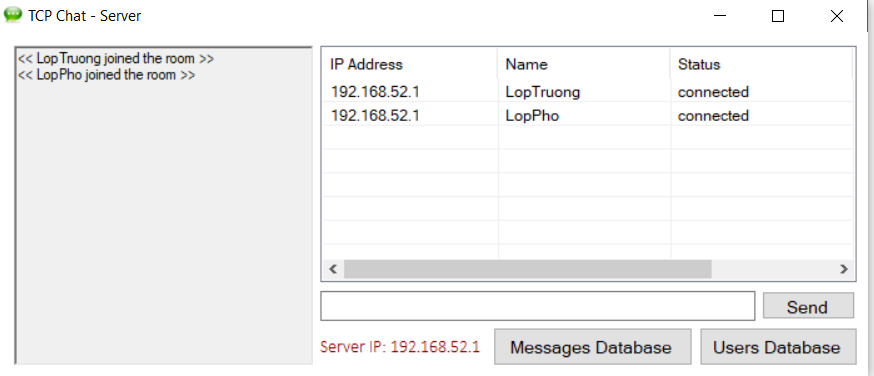 TCP Chat - Server
<< LopTruong joined the room >>
<< LopPho joined the room >>
IP Address Name Status
192.168.52.1 LopTruong connected
192.168.52.1 LopPho connected
Send
Server IP: 192.168.52.1 Messages Database Users Database